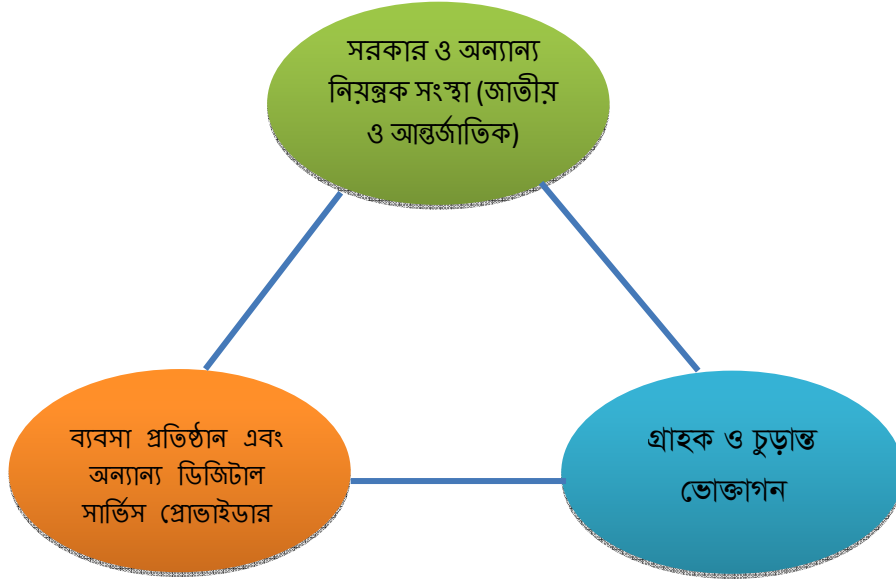 সরকার ও অন্যান্য
নিয়ন্ত্রক সংস্থা (জাতীয়
ও আন্তর্জাতিক)
ব্যবসা প্রতিষ্ঠান এবং
অন্যান্য ডিজিটাল
সার্ভিস প্রোভাইডার
গ্রাহক ও চুড়ান্ত
ভোক্তাগন